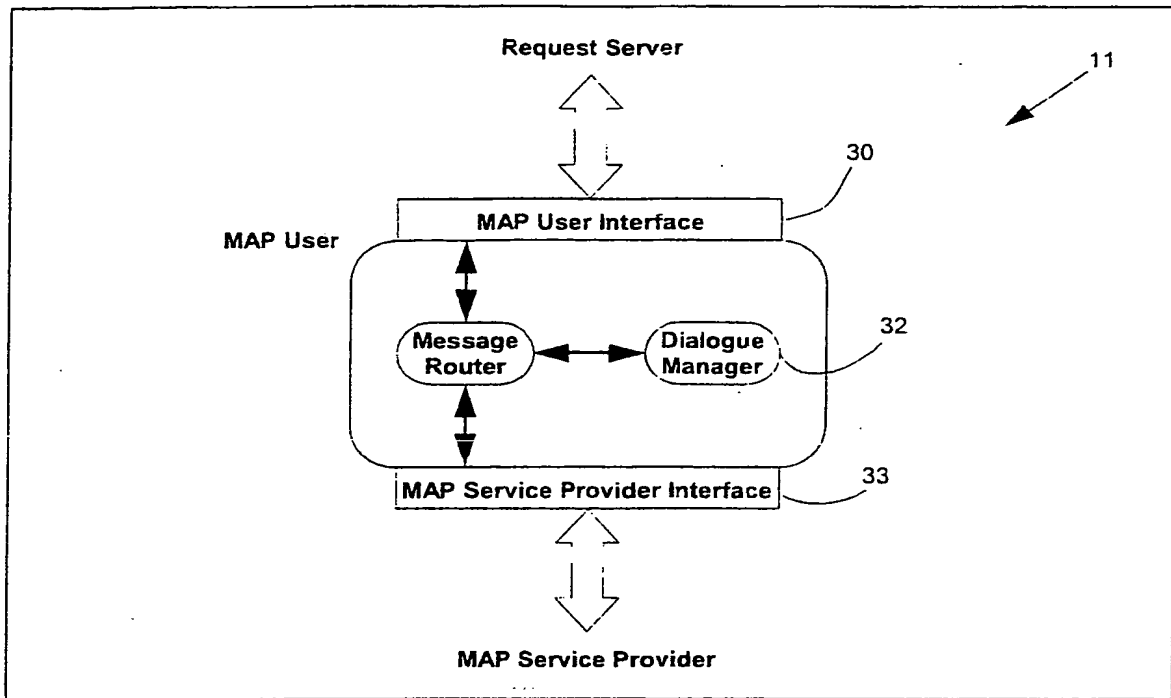 Request Server
11
30
MAP User Interface
MAP User
Message
Router
Dialogue
Manager
32
MAP Service Provider Interface
33
MAP Service Provider